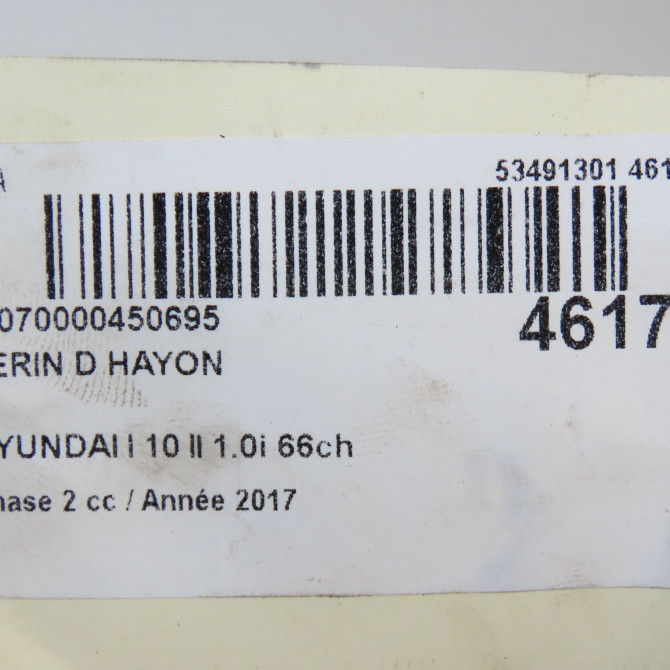 A
53491301 461
070000450695
4617
ERIN D HAYON
YUNDAI I 10 II 1.0i 66ch
hase 2 cc / Année 2017